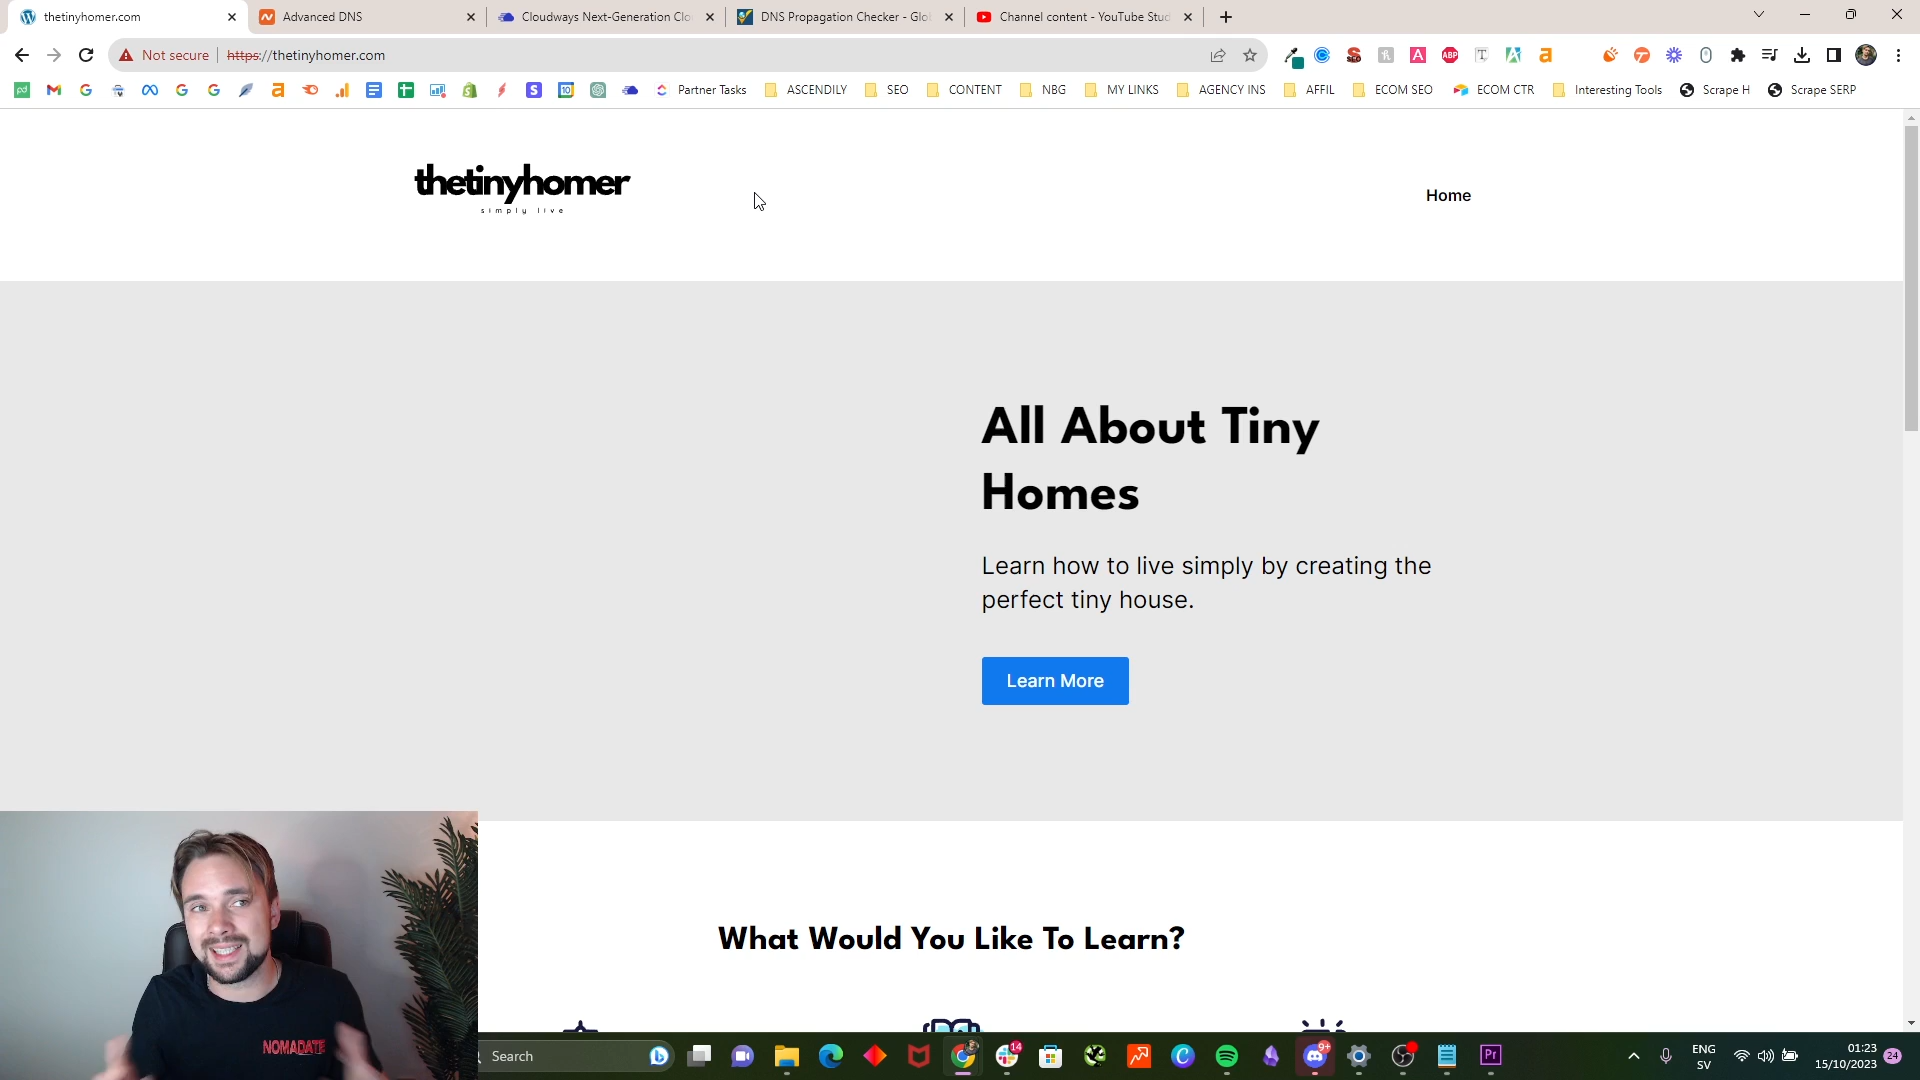 thetinyhomer.com
Advanced DNS
Cloudways Next-Generation Clo
DNS Propagation Checker - Glo
Channel content - YouTube Stud
Not secure
https://thetinyhomer.com
Partner Tasks
ASCENDILY
SEO
CONTENT
NBG
MY LINKS
AGENCY INS
AFFIL
ECOM SEO
ECOM CTR
Interesting Tools
Scrape H
Scrape SERP
thetinyhomer
simply live
Home
All About Tiny
Homes
Learn how to live simply by creating the
perfect tiny house.
Learn More
What Would You Like To Learn?
NOMADATE
Search
14
9+
Pr
ENG
SV
01:23
15/10/2023
24